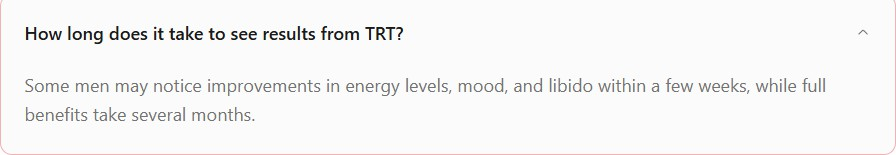 How long does it take to see results from TRT?
Some men may notice improvements in energy levels, mood, and libido within a few weeks, while full
benefits take several months.